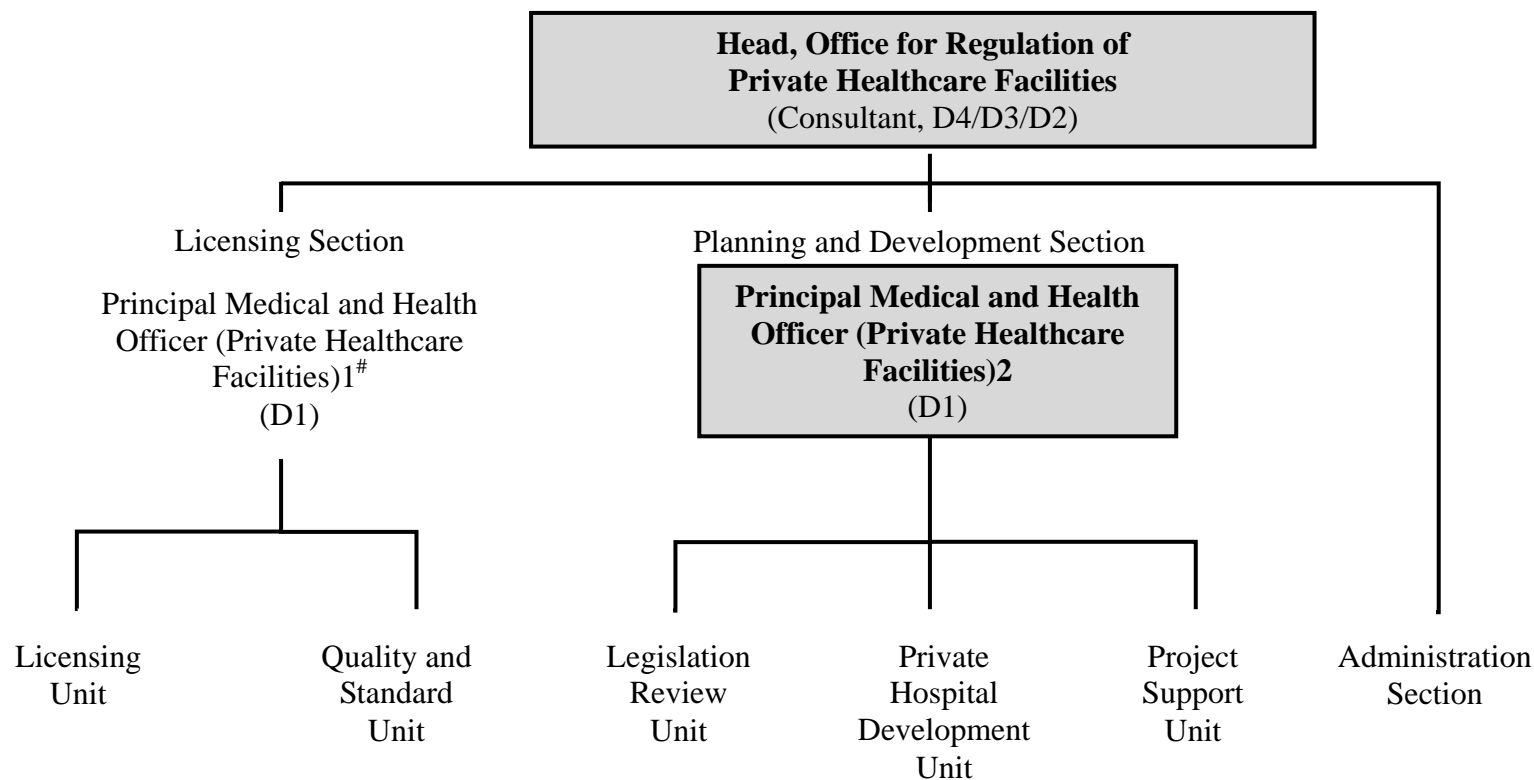 Head, Office for Regulation of
Private Healthcare Facilities
(Consultant, D4/D3/D2)
Licensing Section
Principal Medical and Health
Officer (Private Healthcare
Facilities)1#
(D1)
Planning and Development Section
Principal Medical and Health
Officer (Private Healthcare
Facilities)2
(D1)
Licensing
Unit
Quality and
Standard
Unit
Legislation
Review
Unit
Private
Hospital
Development
Unit
Project
Support
Unit
Administration
Section